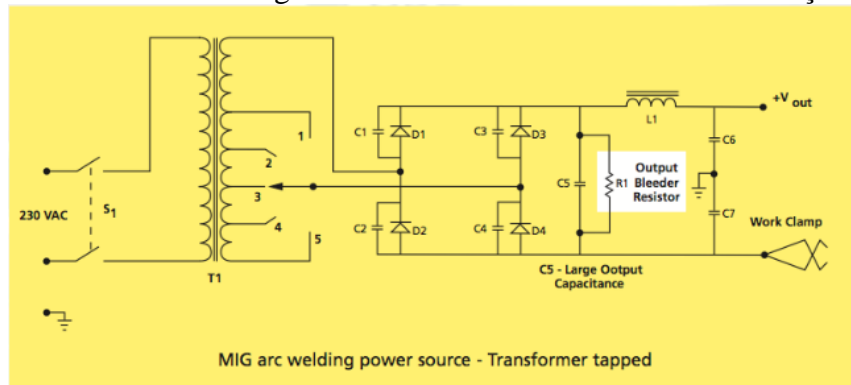 +V out
L1
1
C1
D1
C3
D3
C6
2
Output
Bleeder
Resistor
C5
R1
3
230 VAC
S1
4
C7
Work Clamp
5
C2
D2
C4
D4
T1
C5 - Large Ootput
Capacitance
MIG arc welding power source - Transformer tapped